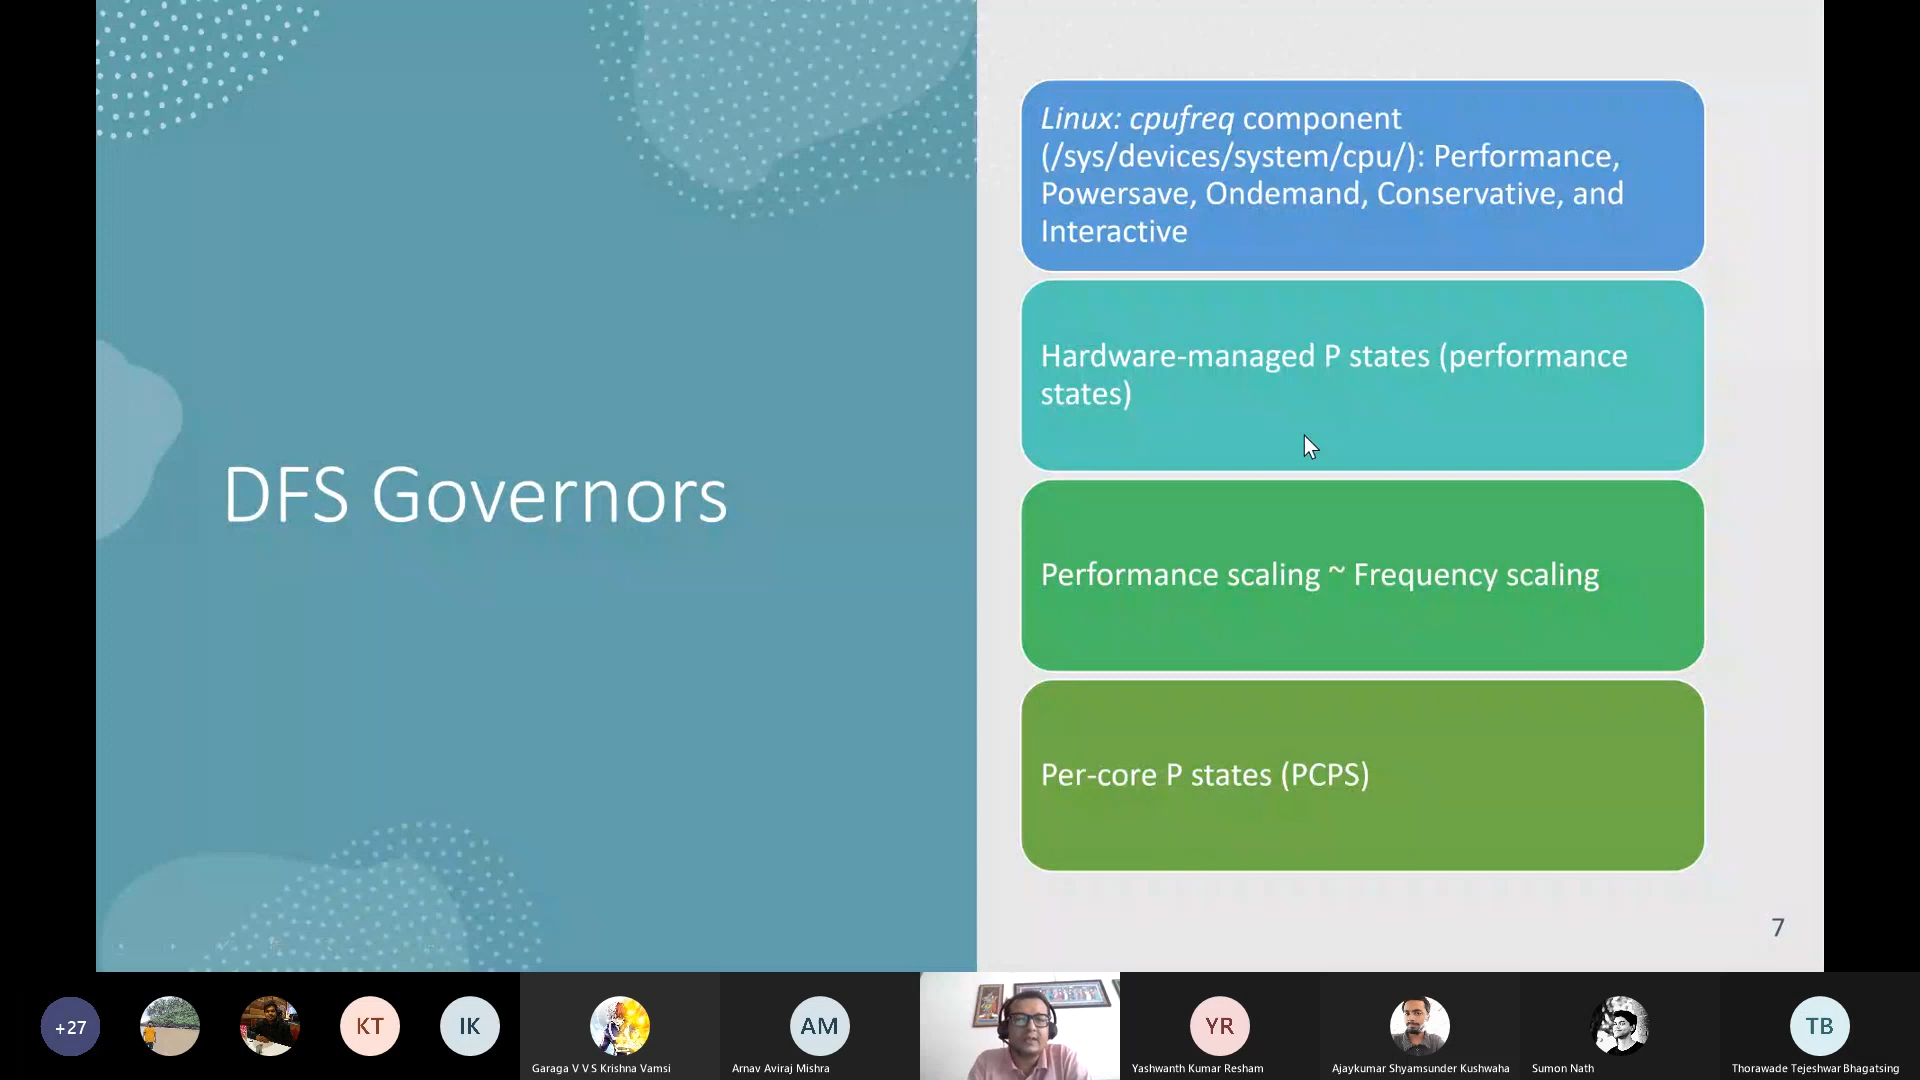 DFS Governors
Linux: cpufreq component
(/sys/devices/system/cpu/): Performance,
Powersave, Ondemand, Conservative, and
Interactive
Hardware-managed P states (performance
states)
Performance scaling ~ Frequency scaling
Per-core P states (PCPS)
7
+27
KT
IK
Garaga V V S Krishna Vamsi
AM
Arnav Aviraj Mishra
YR
Yashwanth Kumar Resham
Ajaykumar Shyamsunder Kushwaha
Sumon Nath
TB
Thorawade Tejeshwar Bhagatsing